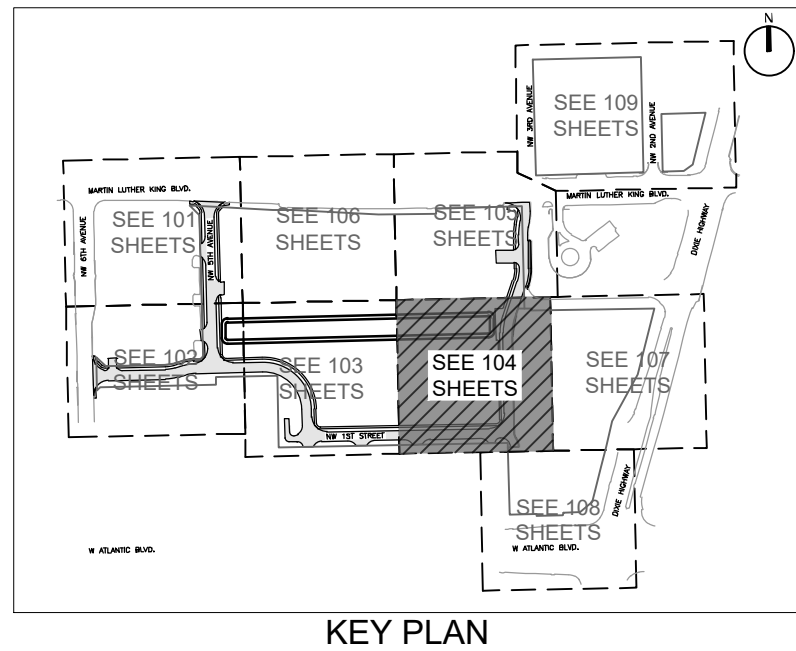 N
NW 3RD AVENUE
SEE 109
SHEETS
NW 2ND AVENUE
MARTIN LUTHER KING BLVD.
MARTIN LUTHER KING BLVD.
NW 6TH AVENUE
SEE 101
SHEETS
NW 5TH AVENUE
SEE 106
SHEETS
SEE 105
SHEETS
DIXIE HIGHWAY
SEE 102
SHEETS
SEE 103
SHEETS
SEE 104
SHEETS
SEE 107
SHEETS
NW 1ST STREET
SEE 108
SHEETS
DIXIE HIGHWAY
W ATLANTIC BLVD.
W ATLANTIC BLVD.
KEY PLAN